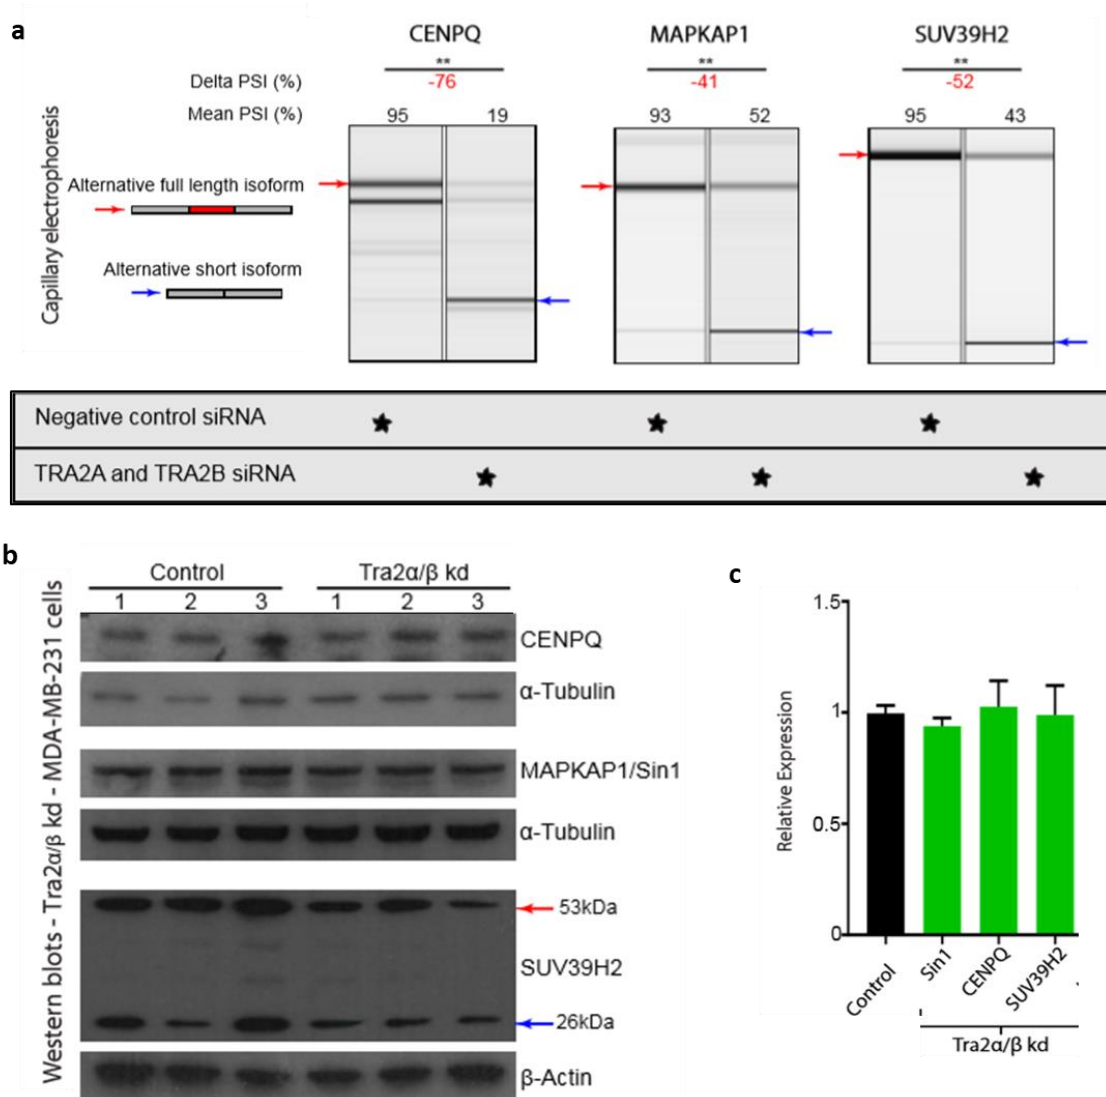 a
CENPQ MAPKAP1 SUV39H2
** ** **
Delta PSI (%) -76 -41 -52
Mean PSI (%) 95 19 93 52 95 43
Capillary electrophoresis
Alternative full length isoform
Alternative short isoform
Negative control siRNA
TRA2A and TRA2B siRNA
b
Western blots - Tra2α/β kd - MDA-MB-231 cells
Control Tra2α/β kd
1 2 3 1 2 3
CENPQ
α-Tubulin
MAPKAP1/Sin1
α-Tubulin
53kDa
SUV39H2
26kDa
β-Actin
c
Relative Expression
1.5
1
0.5
0
Control Sin1 CENPQ SUV39H2
Tra2α/β kd